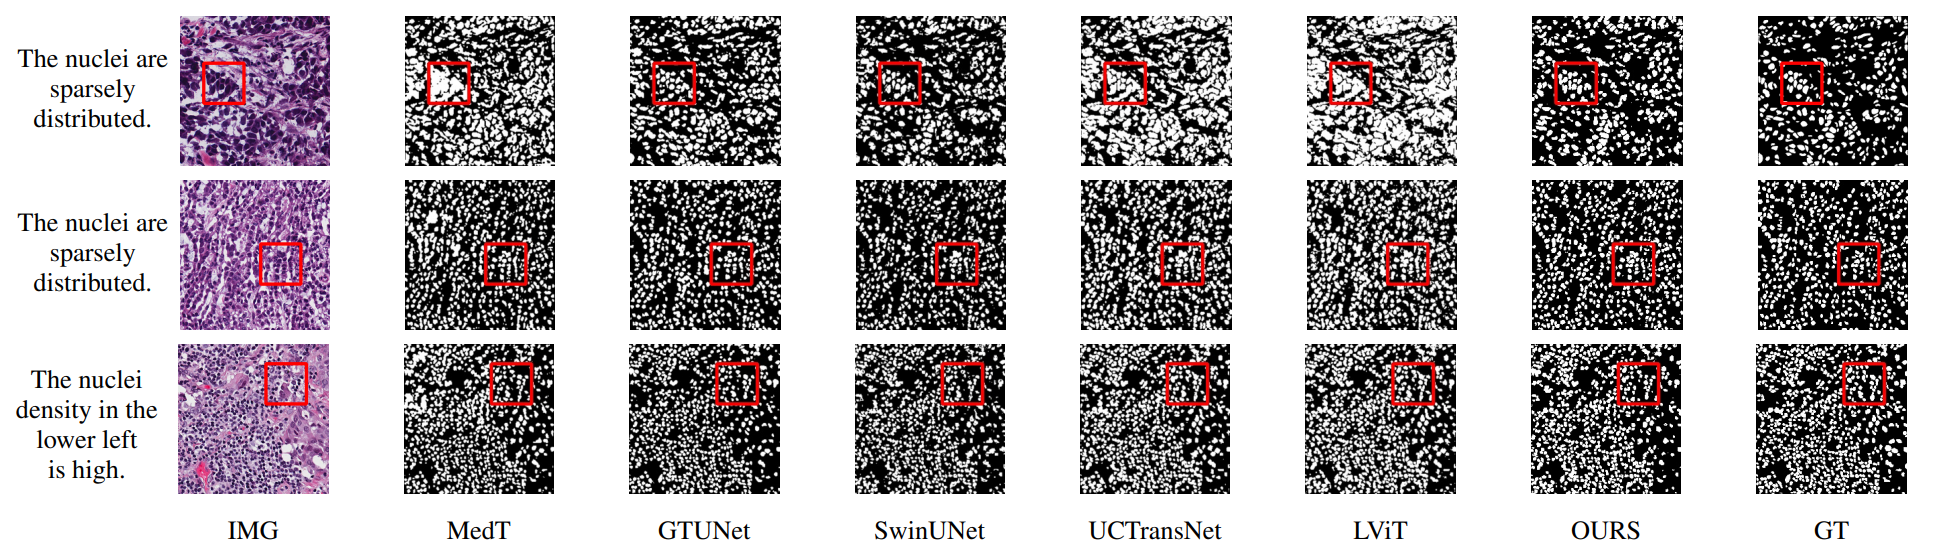 The nuclei are
sparsely
distributed.
The nuclei are
sparsely
distributed.
The nuclei
density in the
lower left
is high.
IMG MedT GTUNet SwinUNet UCTransNet LViT OURS GT